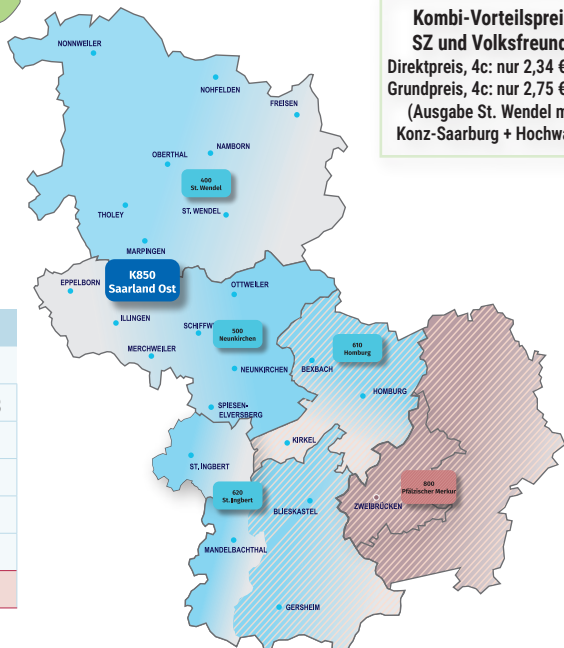 Kombi-Vorteilsprei
SZ und Volksfreund
Direktpreis, 4c: nur 2,34 €
Grundpreis, 4c: nur 2,75 €
(Ausgabe St. Wendel m
Konz-Saarburg + Hochwa
NONNWEILER
NOHFELDEN
FREISEN
NAMBORN
OBERTHAL
400
St. Wendel
THOLEY
ST. WENDEL
MARPINGEN
K850
Saarland Ost
EPPELBORN
OTTWEILER
ILLINGEN
SCHIFFW
500
Neunkirchen
610
Homburg
MERCHWEILER
BEXBACH
NEUNKIRCHEN
HOMBURG
SPIESEN-
ELVERSBERG
KIRKEL
ST. INGBERT
800
Pfälzischer Merkur
620
St. Ingbert
ZWEIBRÜCKEN
BLIESKASTEL
MANDELBACHTHAL
GERSHEIM